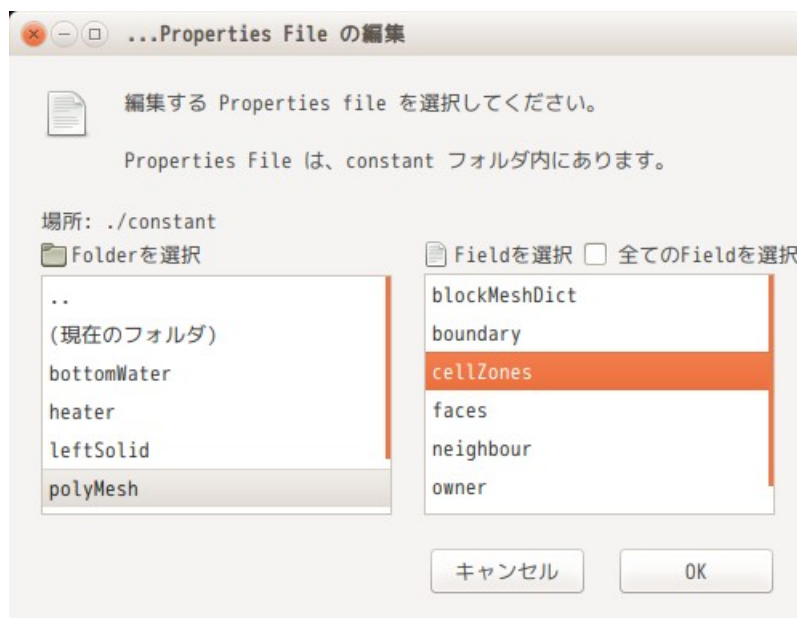 ...Properties File の編集
編集する Properties file を選択してください。
Properties File は、constant フォルダ内にあります。
場所: ./constant
Folderを選択
..
(現在のフォルダ)
bottomWater
heater
leftSolid
polyMesh
Fieldを選択 全てのFieldを選択
blockMeshDict
boundary
cellZones
faces
neighbour
owner
キャンセル OK